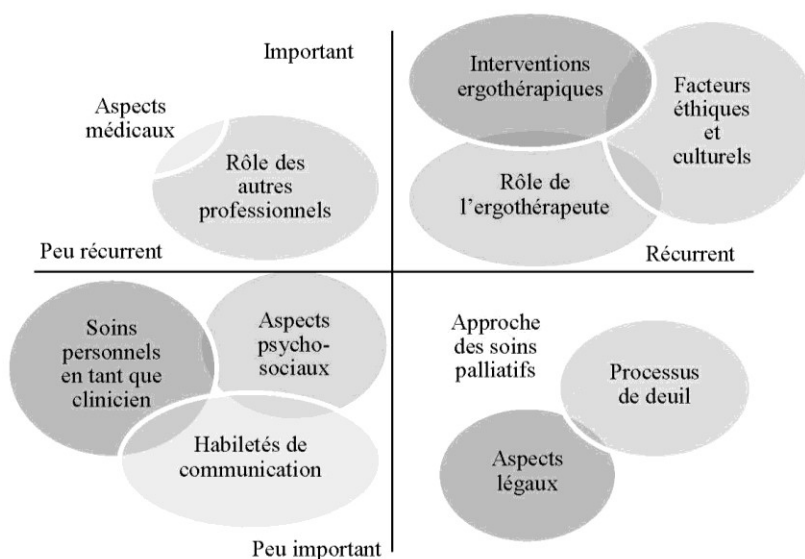 Important
Aspects
médicaux
Rôle des
autres
professionnels
Peu récurrent
Interventions
ergothérapiques
Facteurs
éthiques
et
culturels
Rôle de
l'ergothérapeute
Récurrent
Soins
personnels
en tant que
clinicien
Aspects
psycho-
sociaux
Habiletés de
communication
Peu important
Approche
des soins
palliatifs
Processus
de deuil
Aspects
légaux